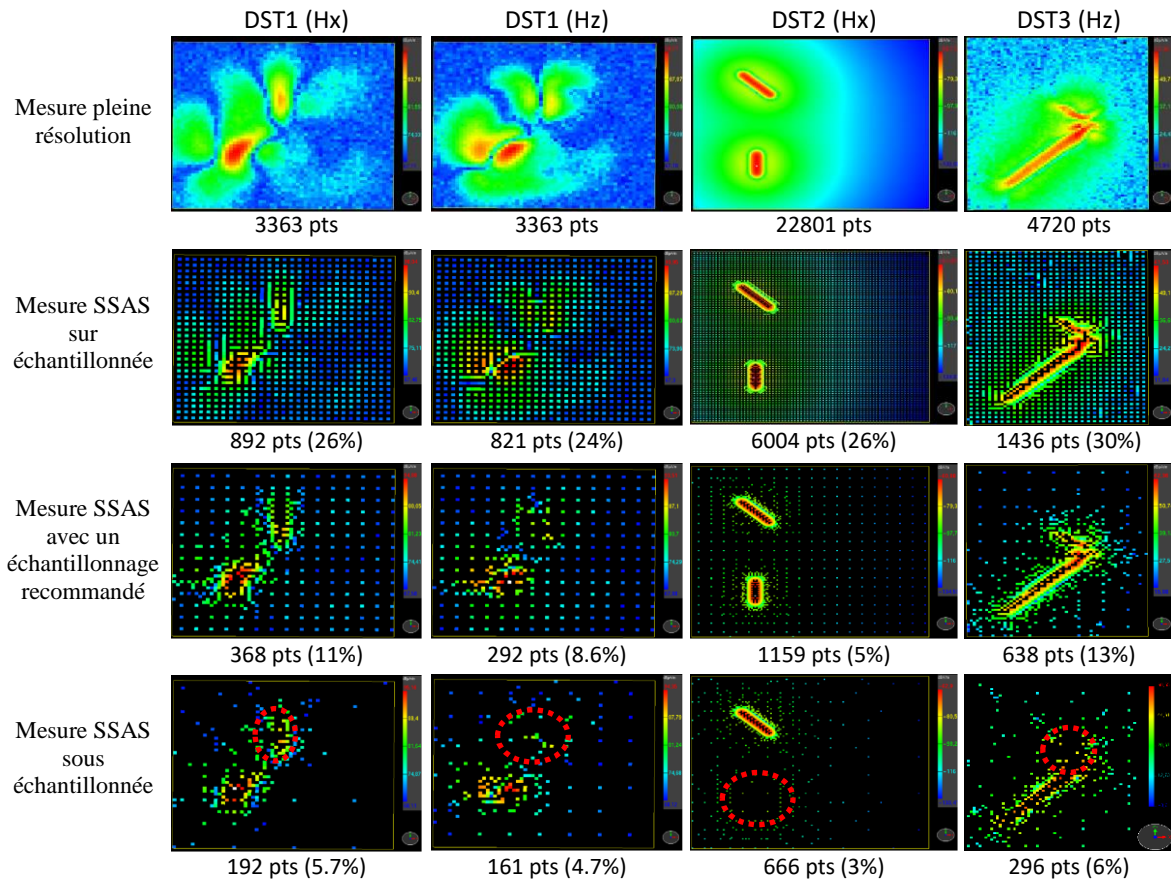 DST1 (Hx) DST1 (Hz) DST2 (Hx) DST3 (Hz)
Mesure pleine
résolution
3363 pts 3363 pts 22801 pts 4720 pts
Mesure SSAS
sur
échantillonnée
892 pts (26%) 821 pts (24%) 6004 pts (26%) 1436 pts (30%)
Mesure SSAS
avec un
échantillonnage
recommandé
368 pts (11%) 292 pts (8.6%) 1159 pts (5%) 638 pts (13%)
Mesure SSAS
sous
échantillonnée
192 pts (5.7%) 161 pts (4.7%) 666 pts (3%) 296 pts (6%)